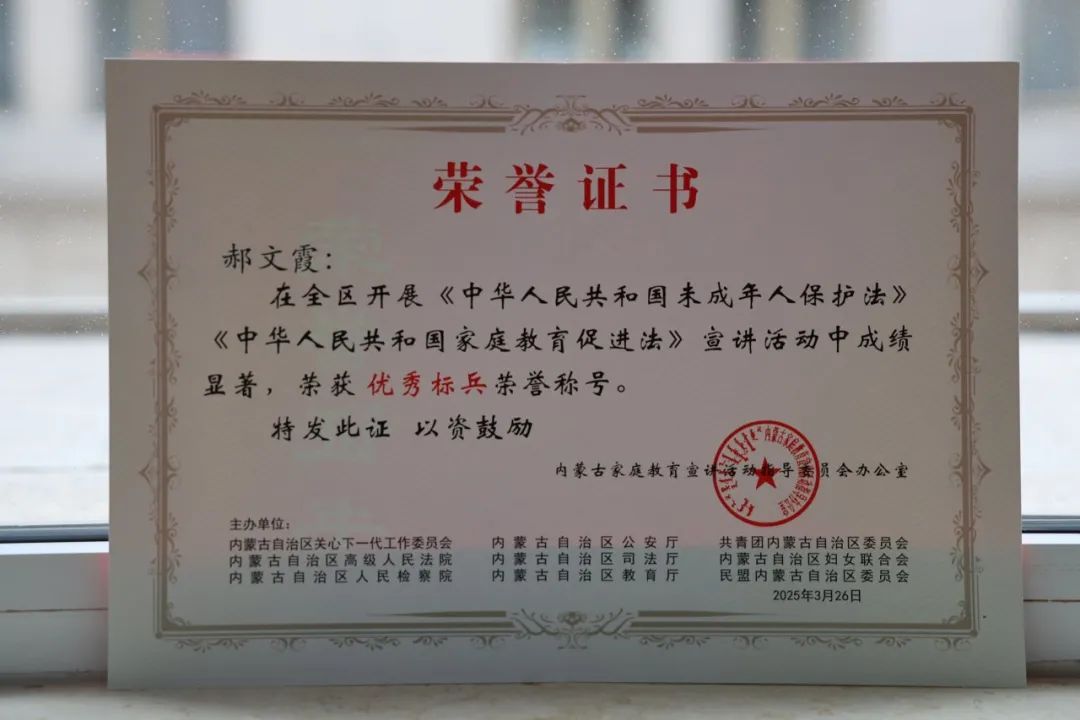 荣誉证书
郝文霞：
在全区开展《中华人民共和国未成年人保护法》
《中华人民共和国家庭教育促进法》宣讲活动中成绩
显著，荣获优秀标兵荣誉称号。
特发此证 以资鼓励
内蒙古家庭教育宣讲活动指导委员会办公室
主办单位：
内蒙古自治区关心下一代工作委员会 内蒙古自治区公安厅 共青团内蒙古自治区委员会
内蒙古自治区高级人民法院 内蒙古自治区司法厅 内蒙古自治区妇女联合会
内蒙古自治区人民检察院 内蒙古自治区教育厅 民盟内蒙古自治区委员会
2025年3月26日